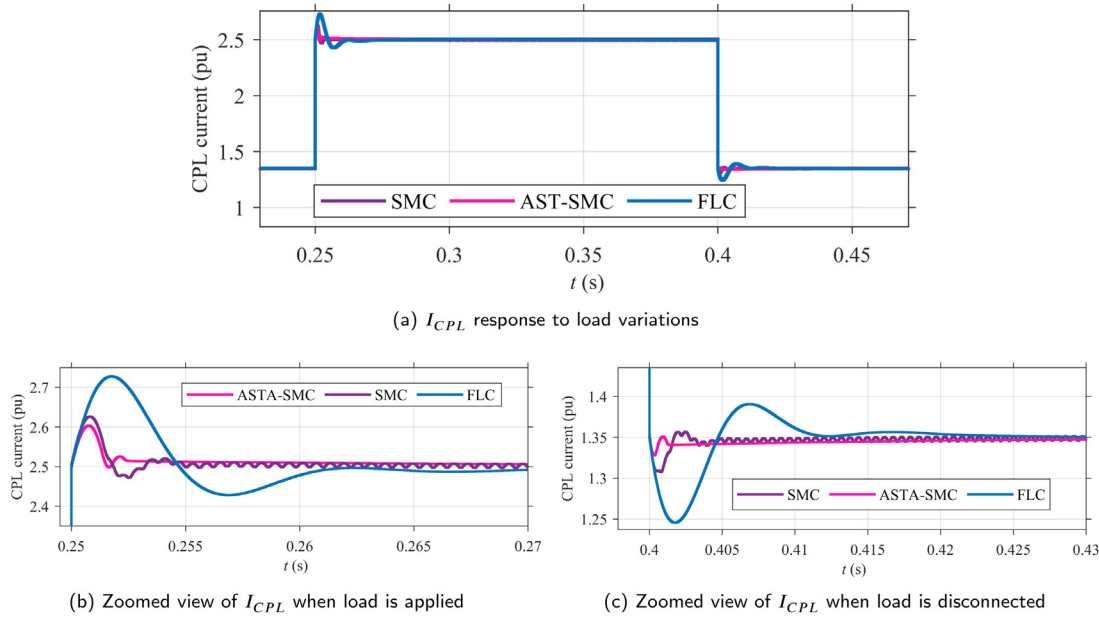 CPL current (pu)
2.5
2
1.5
1
SMC AST-SMC FLC
0.25 0.3 0.35 0.4 0.45
t (s)
(a) I_CPL response to load variations
CPL current (pu)
2.7
2.6
2.5
2.4
ASTA-SMC SMC FLC
0.25 0.255 0.26 0.265 0.27
t (s)
(b) Zoomed view of I_CPL when load is applied
CPL current (pu)
1.4
1.35
1.3
1.25
SMC ASTA-SMC FLC
0.4 0.405 0.41 0.415 0.42 0.425 0.43
t (s)
(c) Zoomed view of I_CPL when load is disconnected